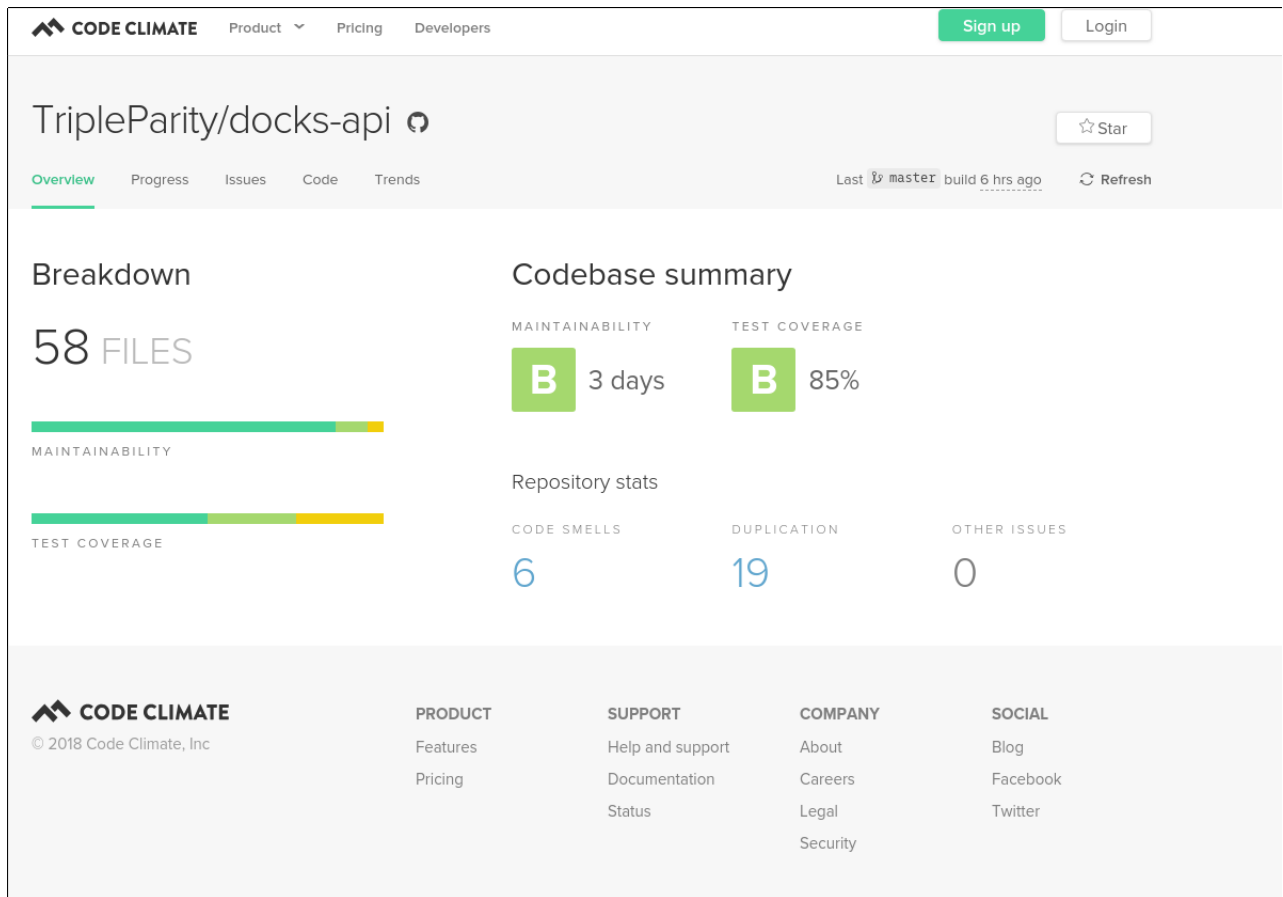 CODE CLIMATE Product Pricing Developers Sign up Login
TripleParity/docks-api
Star
Overview Progress Issues Code Trends Last master build 6 hrs ago Refresh
Breakdown
58 FILES
MAINTAINABILITY
TEST COVERAGE
Codebase summary
MAINTAINABILITY TEST COVERAGE
B 3 days B 85%
Repository stats
CODE SMELLS DUPLICATION OTHER ISSUES
6 19 0
CODE CLIMATE
© 2018 Code Climate, Inc
PRODUCT
Features
Pricing
SUPPORT
Help and support
Documentation
Status
COMPANY
About
Careers
Legal
Security
SOCIAL
Blog
Facebook
Twitter